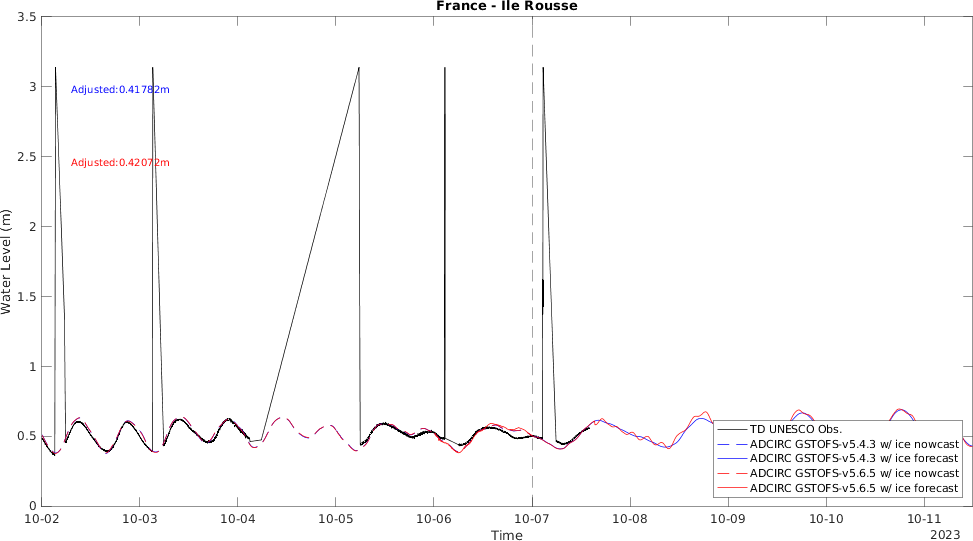 France - Ile Rousse
Water Level (m)
3.5
3
2.5
2
1.5
1
0.5
0
Adjusted:0.41782m
Adjusted:0.42072m
TD UNESCO Obs.
ADCIRC GSTOFS-v5.4.3 w/ ice nowcast
ADCIRC GSTOFS-v5.4.3 w/ ice forecast
ADCIRC GSTOFS-v5.6.5 w/ ice nowcast
ADCIRC GSTOFS-v5.6.5 w/ ice forecast
10-02 10-03 10-04 10-05 10-06 10-07 10-08 10-09 10-10 10-11
Time
2023